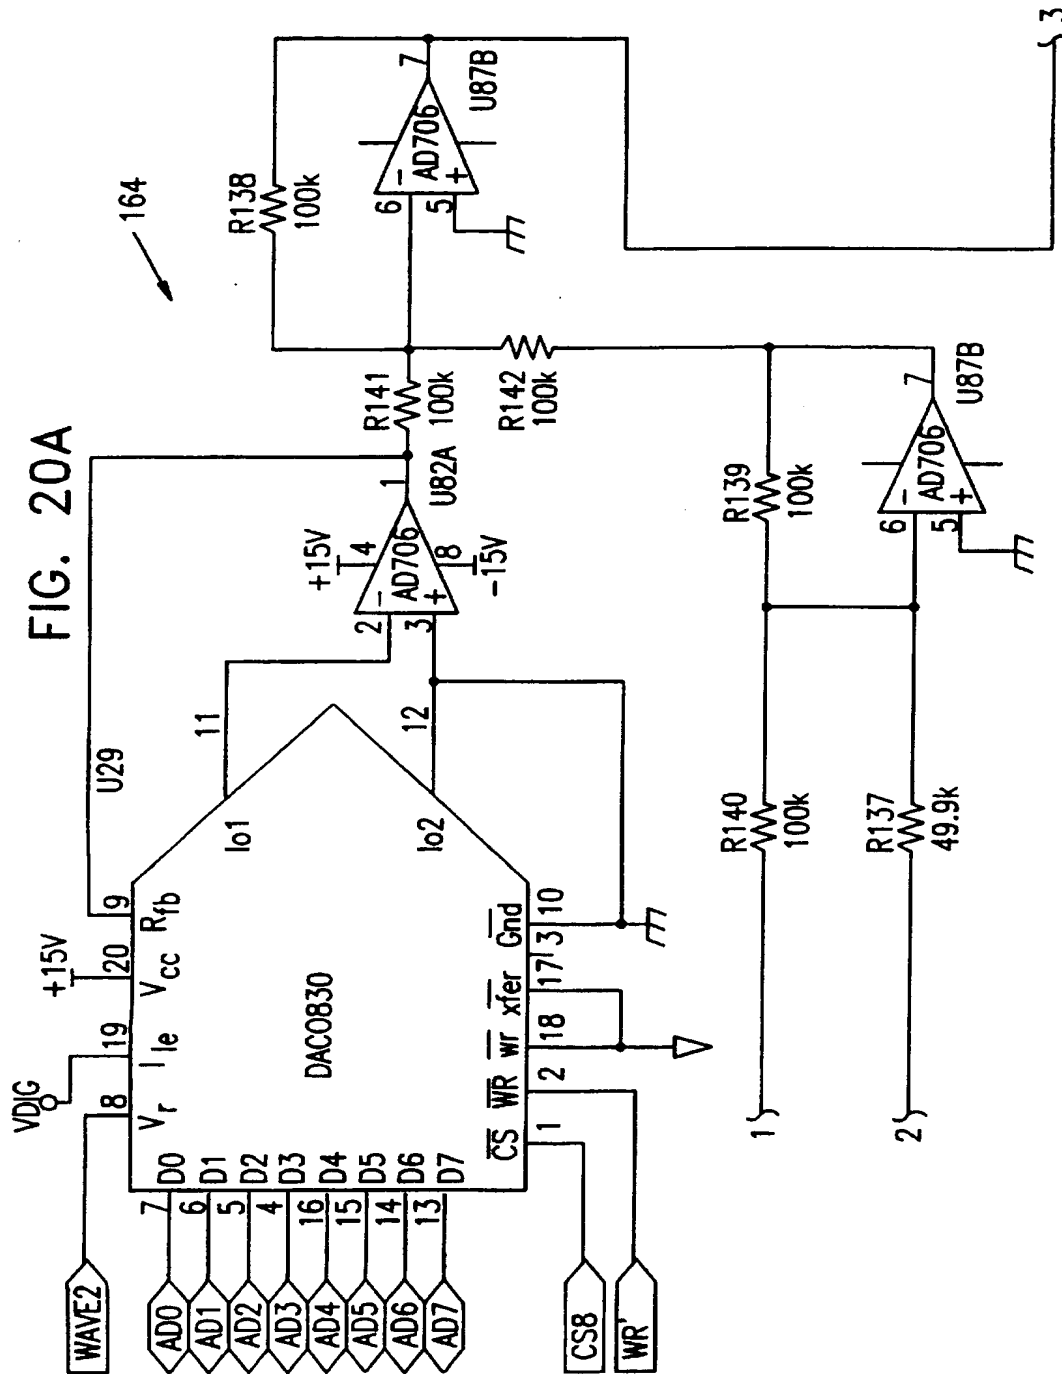 FIG. 20A
164
WAVE2
AD0
AD1
AD2
AD3
AD4
AD5
AD6
AD7
CS8
WR'
VDIG
+15V
U29
8
19
20
9
Vr
Ile
Vcc
Rfb
7 D0
6 D1
5 D2
4 D3
16 D4
15 D5
14 D6
13 D7
DAC0830
Io1
11
Io2
12
CS
WR
wr
xfer
Gnd
1
2
18
17
3
10
+15V
4
2
-
AD706
1
3
+
8
-15V
U82A
R141
100k
R138
100k
6
-
AD706
7
5
+
U87B
R142
100k
R140
100k
R139
100k
R137
49.9k
6
-
AD706
7
5
+
U87B
1
2
3